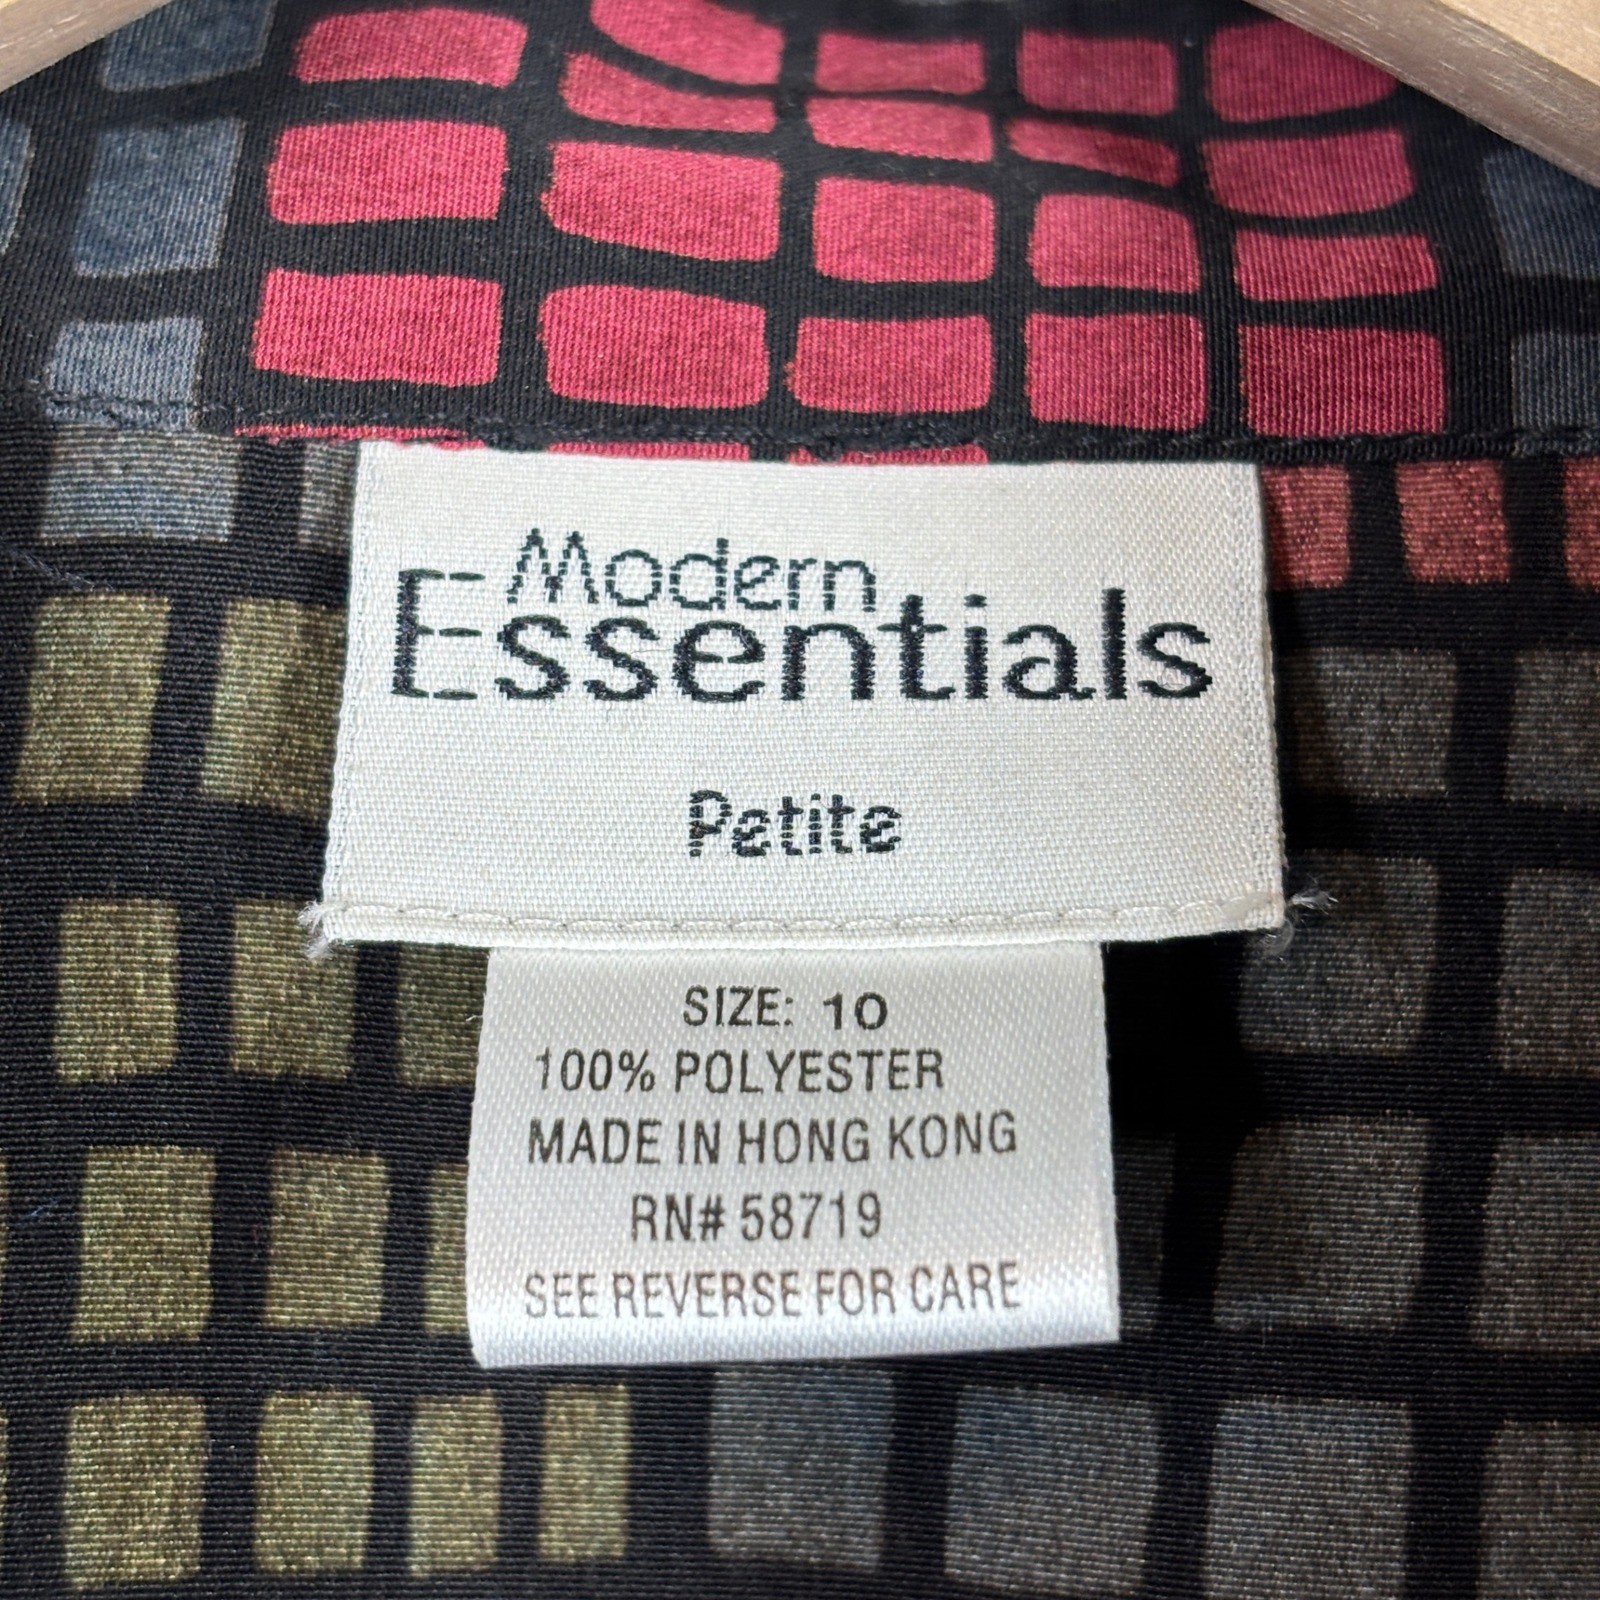 Modern
Essentials
Petite
SIZE: 10
100% POLYESTER
MADE IN HONG KONG
RN# 58719
SEE REVERSE FOR CARE